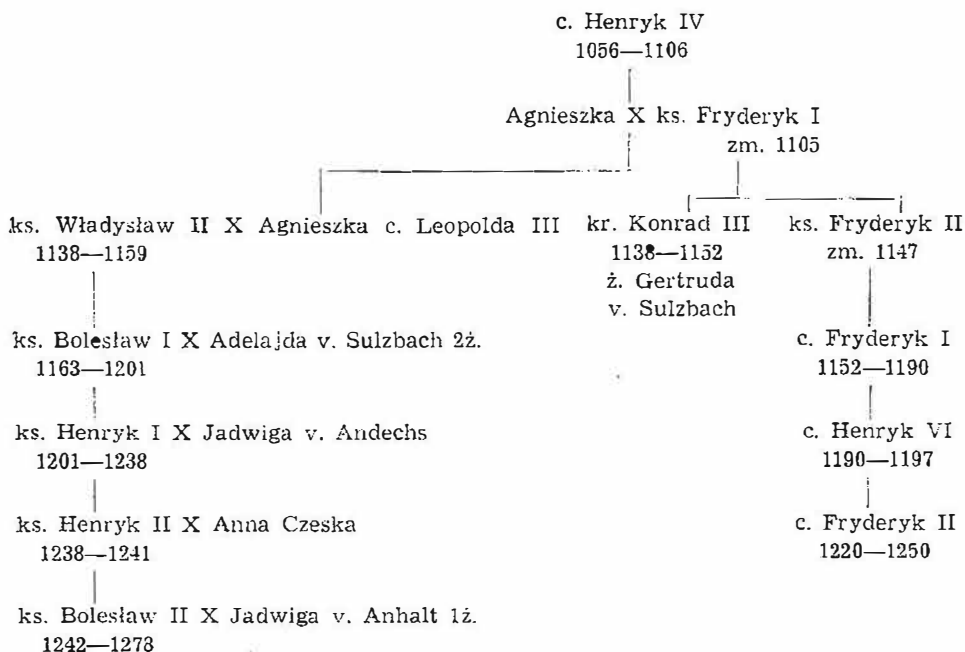 c. Henryk IV
1056—1106
Agnieszka X ks. Fryderyk I
zm. 1105
ks. Władysław II X Agnieszka c. Leopolda III kr. Konrad III ks. Fryderyk II
1138—1159 1138—1152 zm. 1147
ż. Gertruda
v. Sulzbach
ks. Bolesław I X Adelajda v. Sulzbach 2ż. c. Fryderyk I
1163—1201 1152—1190
ks. Henryk I X Jadwiga v. Andechs c. Henryk VI
1201—1238 1190—1197
ks. Henryk II X Anna Czeska c. Fryderyk II
1238—1241 1220—1250
ks. Bolesław II X Jadwiga v. Anhalt 1ż.
1242—1278